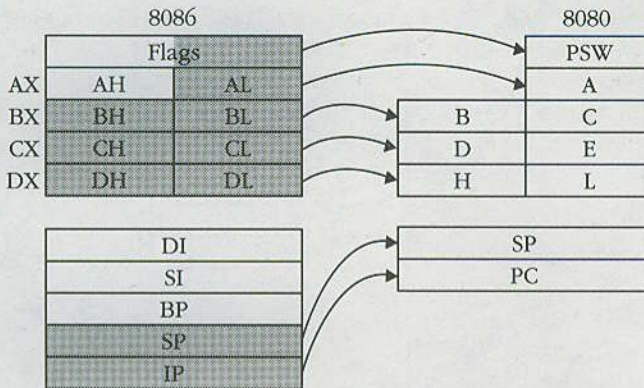 8086 8080
Flags PSW
AX AH AL A
BX BH BL B C
CX CH CL D E
DX DH DL H L
DI SP
SI PC
BP
SP
IP